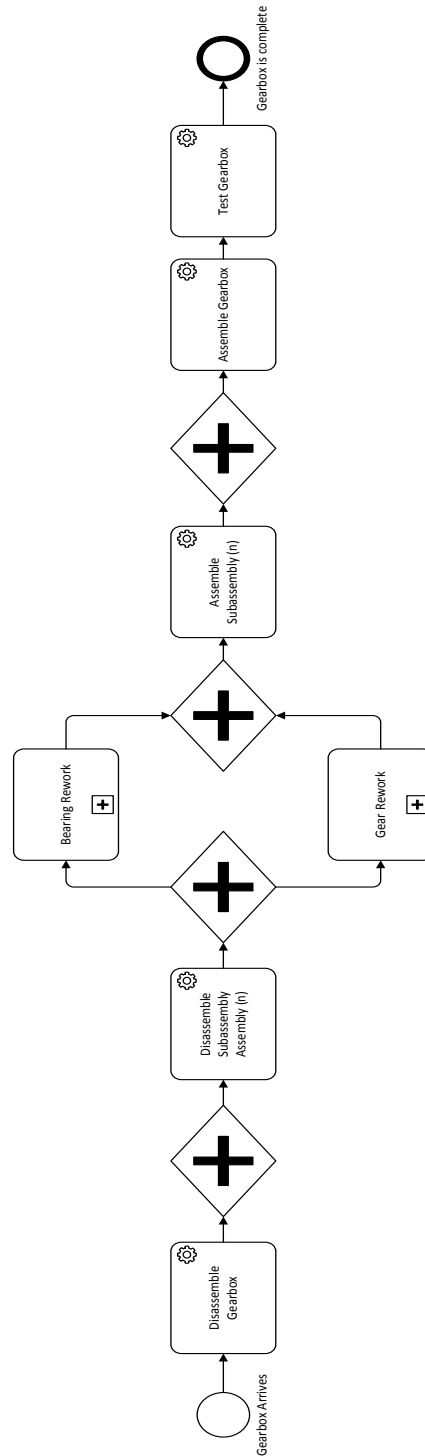 Gearbox Arrives
Disassemble
Gearbox
Disassemble
Subassembly
Assembly (n)
Bearing Rework
Gear Rework
Assemble
Subassembly (n)
Assemble Gearbox
Test Gearbox
Gearbox is complete